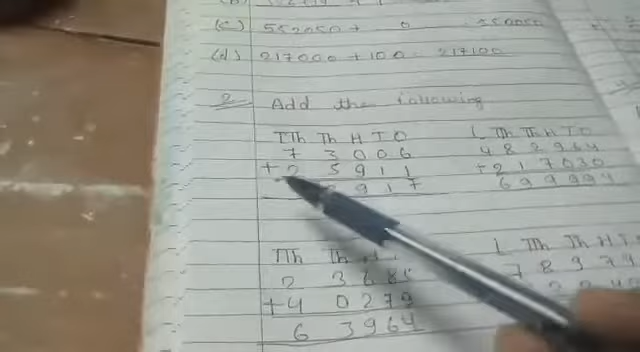 (c) 552050 + 0 = 550050
(d) 217000 + 100 = 217100
2 Add the following
TTh Th H T O L TTh Th H T O
7 3 0 0 6 4 8 2 9 6 4
+ 2 5 9 1 1 + 2 1 7 0 3 0
9 1 7 6 9 9 9 9 4
TTh Th H L TTh Th H T
2 3 6 8 5 7 8 9 7 4
+ 4 0 2 7 9
6 3 9 6 4